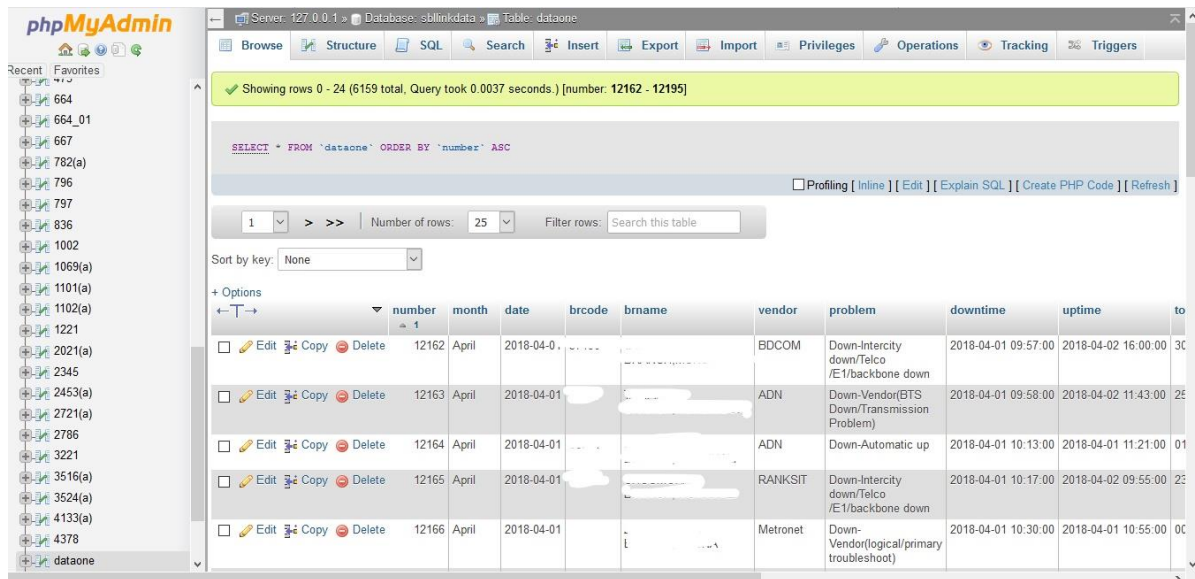 phpMyAdmin
Recent Favorites
475
664
664_01
667
782(a)
796
797
836
1002
1069(a)
1101(a)
1102(a)
1221
2021(a)
2345
2453(a)
2721(a)
2786
3221
3516(a)
3524(a)
4133(a)
4378
dataone
Server: 127.0.0.1 » Database: sbllinkdata » Table: dataone
Browse Structure SQL Search Insert Export Import Privileges Operations Tracking Triggers
Showing rows 0 - 24 (6159 total, Query took 0.0037 seconds.) [number: 12162 - 12195]
SELECT * FROM `dataone` ORDER BY `number` ASC
Profiling [ Inline ] [ Edit ] [ Explain SQL ] [ Create PHP Code ] [ Refresh ]
1 > >> Number of rows: 25 Filter rows: Search this table
Sort by key: None
+ Options
←T→ number month date brcode brname vendor problem downtime uptime to
1
Edit Copy Delete 12162 April 2018-04-0 BDCOM Down-Intercity 2018-04-01 09:57:00 2018-04-02 16:00:00 30
down/Telco
/E1/backbone down
Edit Copy Delete 12163 April 2018-04-01 ADN Down-Vendor(BTS 2018-04-01 09:58:00 2018-04-02 11:43:00 25
Down/Transmission
Problem)
Edit Copy Delete 12164 April 2018-04-01 ADN Down-Automatic up 2018-04-01 10:13:00 2018-04-01 11:21:00 01
Edit Copy Delete 12165 April 2018-04-01 RANKSIT Down-Intercity 2018-04-01 10:17:00 2018-04-02 09:55:00 23
down/Telco
/E1/backbone down
Edit Copy Delete 12166 April 2018-04-01 Metronet Down- 2018-04-01 10:30:00 2018-04-01 10:55:00 00
Vendor(logical/primary
troubleshoot)